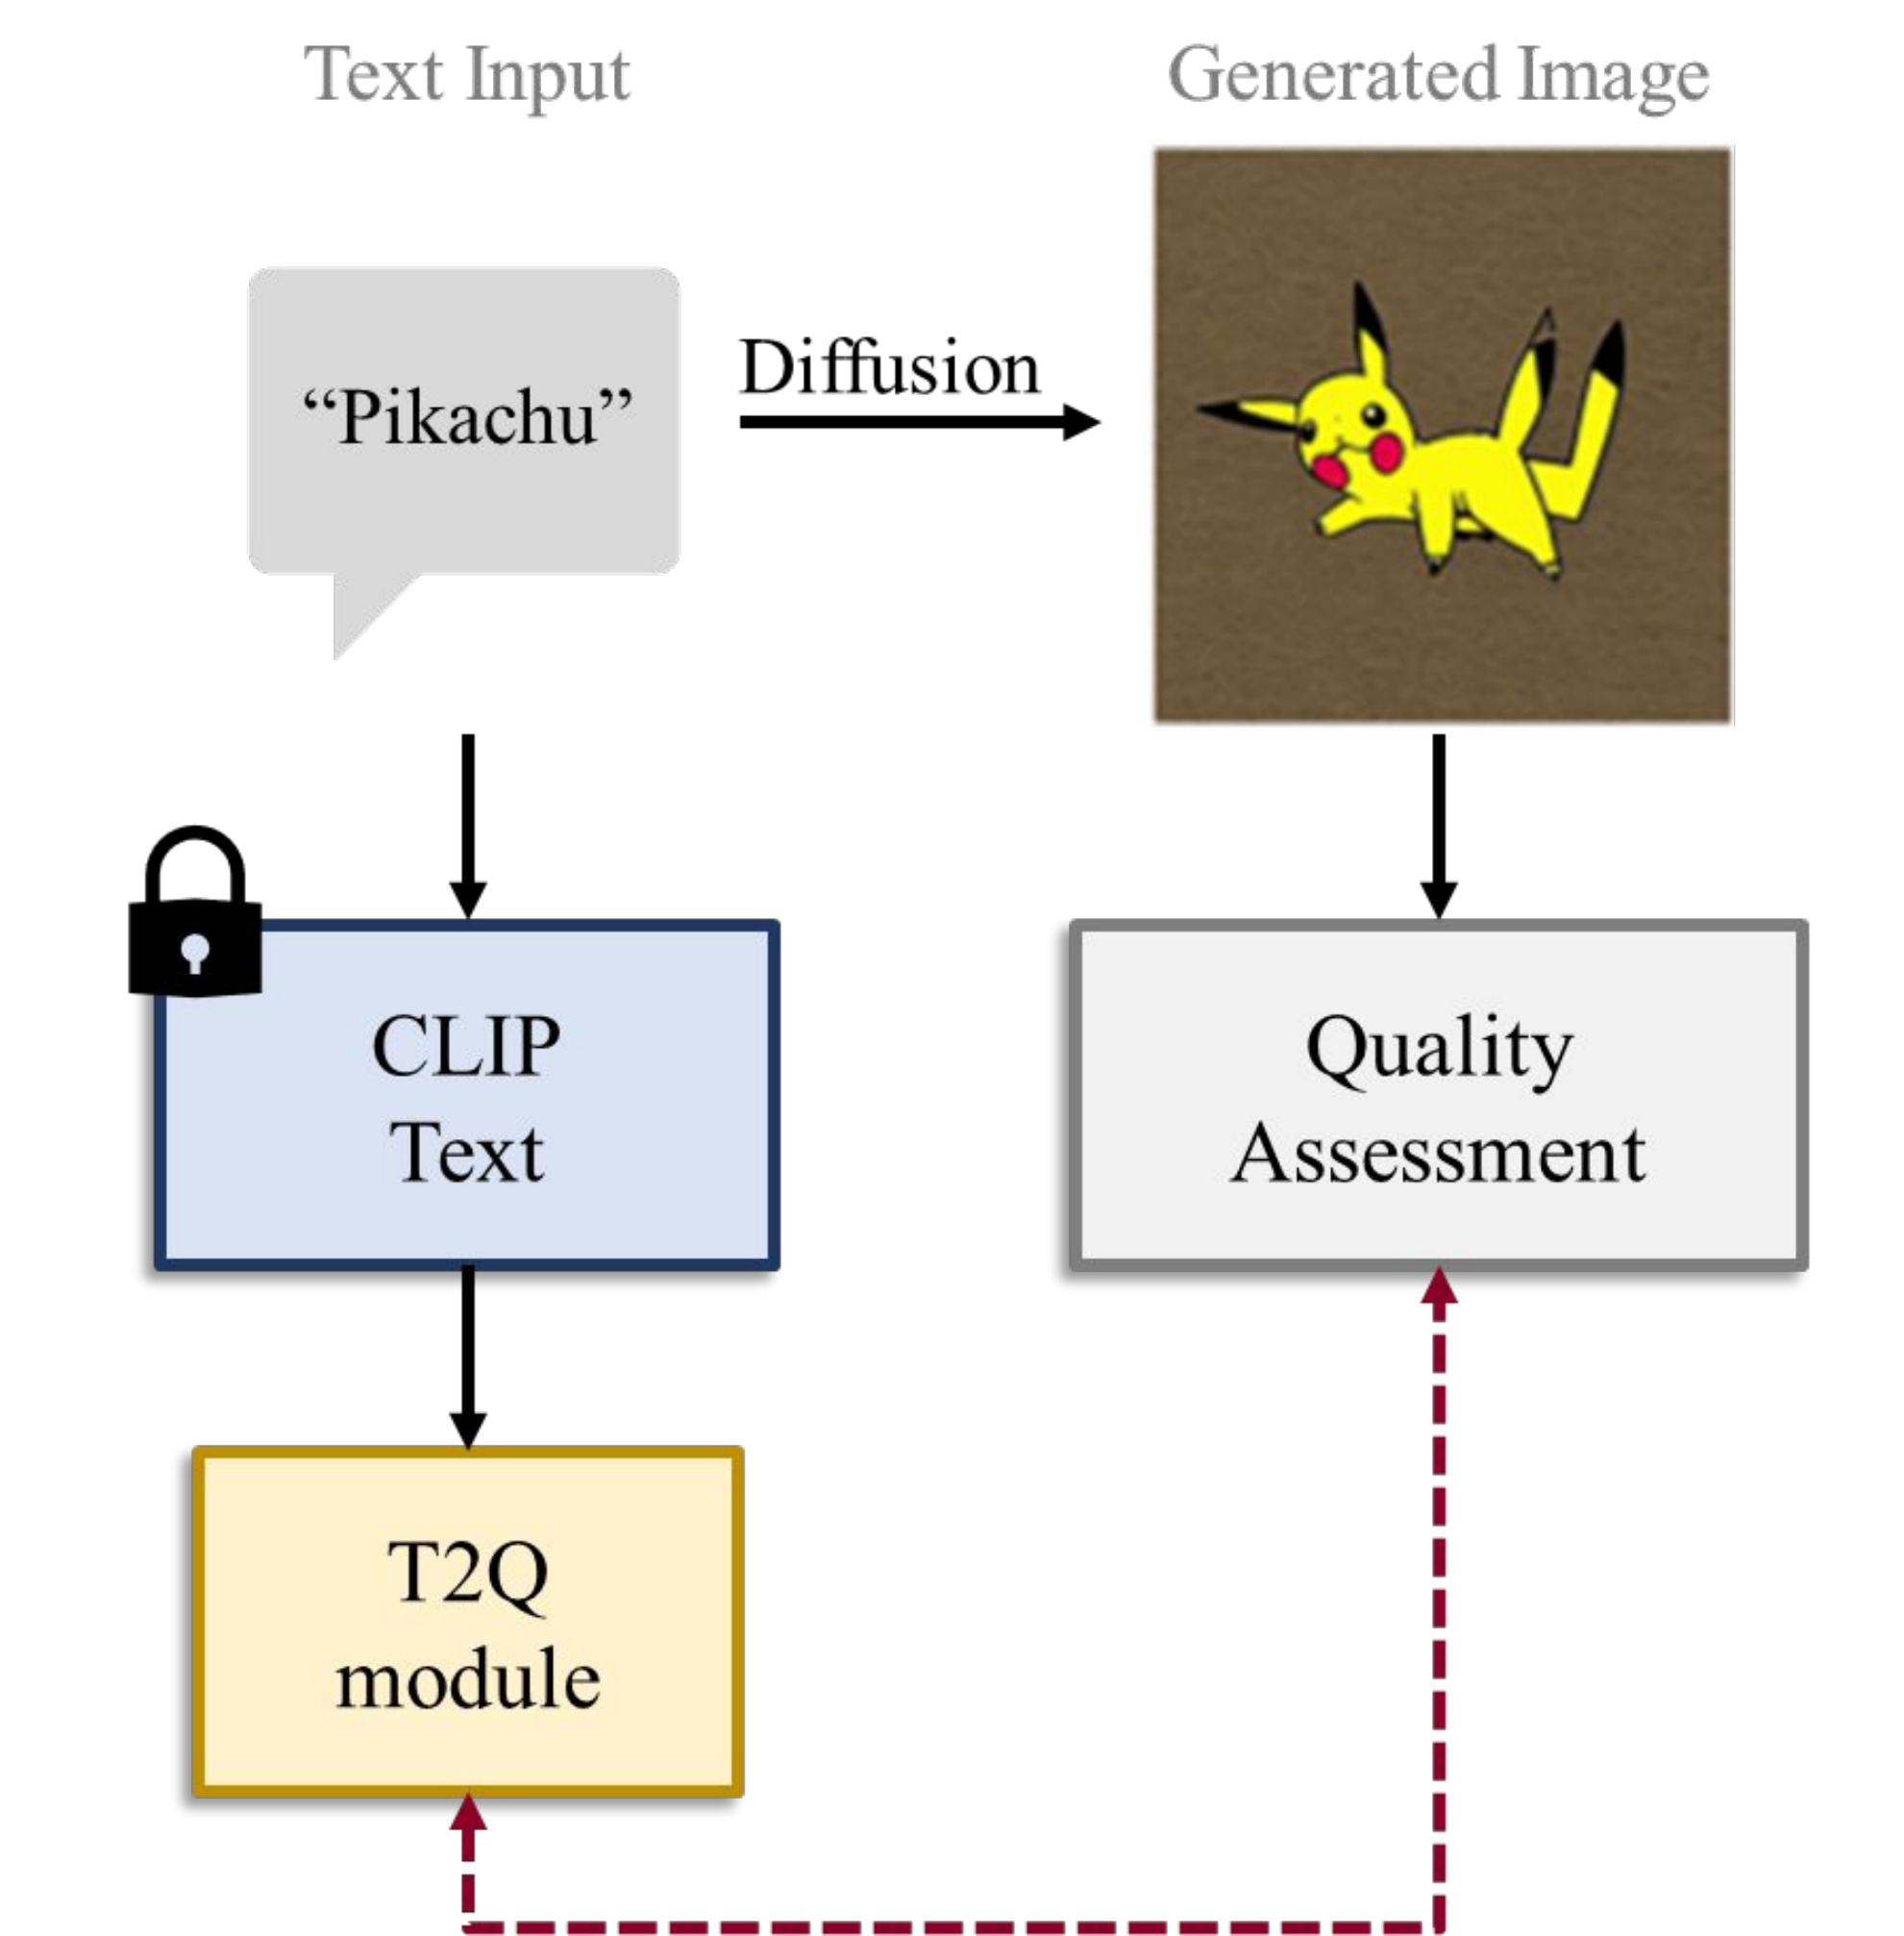 Text Input
Generated Image
“Pikachu”
Diffusion
CLIP
Text
Quality
Assessment
T2Q
module